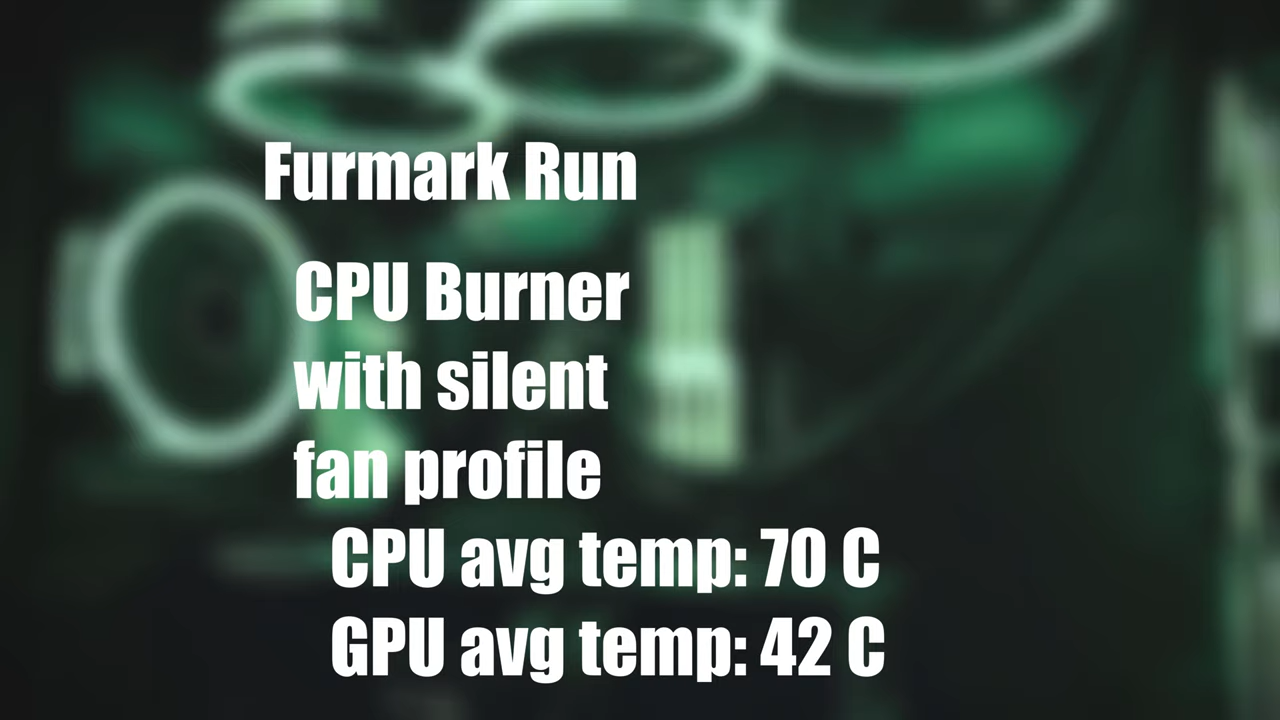 Furmark Run
CPU Burner
with silent
fan profile
CPU avg temp: 70 C
GPU avg temp: 42 C